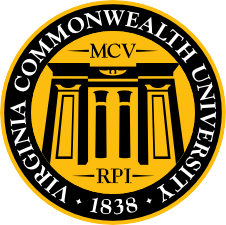 VIRGINIA COMMONWEALTH UNIVERSITY
MCV
RPI
· 1838 ·